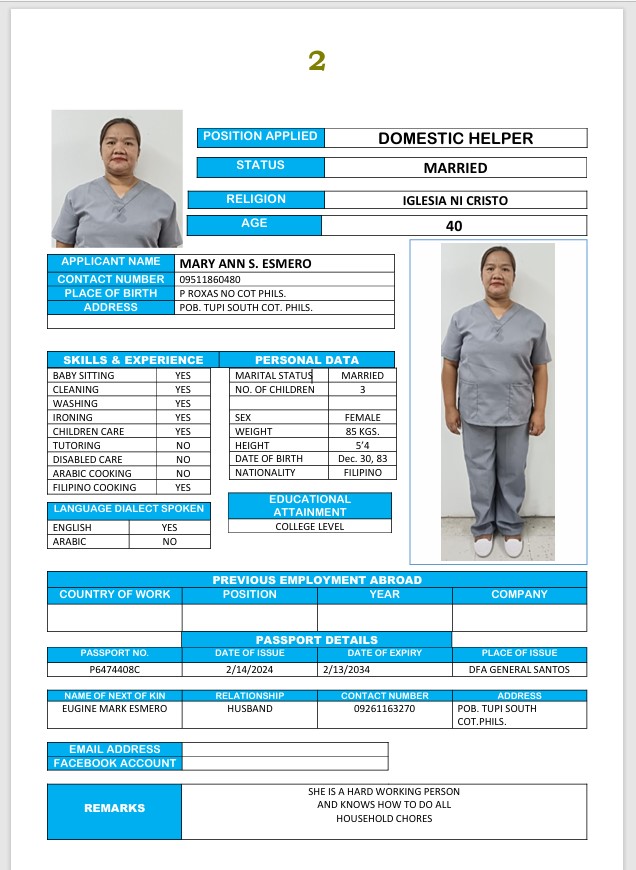 2
POSITION APPLIED DOMESTIC HELPER
STATUS MARRIED
RELIGION IGLESIA NI CRISTO
AGE 40
APPLICANT NAME MARY ANN S. ESMERO
CONTACT NUMBER 09511860480
PLACE OF BIRTH P ROXAS NO COT PHILS.
ADDRESS POB. TUPI SOUTH COT. PHILS.
SKILLS & EXPERIENCE
BABY SITTING YES
CLEANING YES
WASHING YES
IRONING YES
CHILDREN CARE YES
TUTORING NO
DISABLED CARE NO
ARABIC COOKING NO
FILIPINO COOKING YES
LANGUAGE DIALECT SPOKEN
ENGLISH YES
ARABIC NO
PERSONAL DATA
MARITAL STATUS MARRIED
NO. OF CHILDREN 3
SEX FEMALE
WEIGHT 85 KGS.
HEIGHT 5'4
DATE OF BIRTH Dec. 30, 83
NATIONALITY FILIPINO
EDUCATIONAL
ATTAINMENT
COLLEGE LEVEL
PREVIOUS EMPLOYMENT ABROAD
COUNTRY OF WORK POSITION YEAR COMPANY
PASSPORT DETAILS
PASSPORT NO. DATE OF ISSUE DATE OF EXPIRY PLACE OF ISSUE
P6474408C 2/14/2024 2/13/2034 DFA GENERAL SANTOS
NAME OF NEXT OF KIN RELATIONSHIP CONTACT NUMBER ADDRESS
EUGINE MARK ESMERO HUSBAND 09261163270 POB. TUPI SOUTH
COT.PHILS.
EMAIL ADDRESS
FACEBOOK ACCOUNT
REMARKS
SHE IS A HARD WORKING PERSON
AND KNOWS HOW TO DO ALL
HOUSEHOLD CHORES